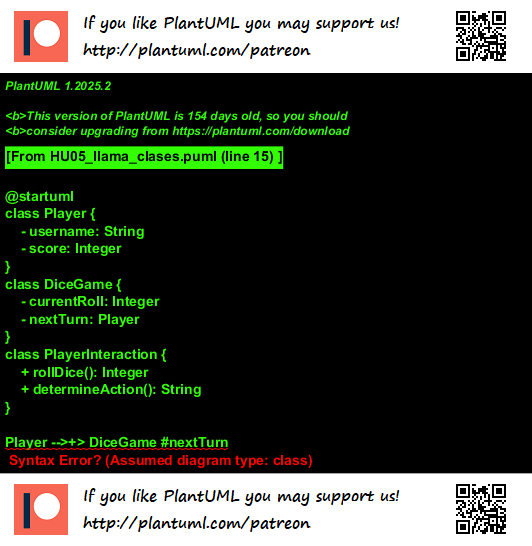 If you like PlantUML you may support us!
http://plantuml.com/patreon
PlantUML 1.2025.2
<b>This version of PlantUML is 154 days old, so you should
<b>consider upgrading from https://plantuml.com/download
[From HU05_llama_clases.puml (line 15) ]
@startuml
class Player {
- username: String
- score: Integer
}
class DiceGame {
- currentRoll: Integer
- nextTurn: Player
}
class PlayerInteraction {
+ rollDice(): Integer
+ determineAction(): String
}
Player -->+> DiceGame #nextTurn
Syntax Error? (Assumed diagram type: class)
If you like PlantUML you may support us!
http://plantuml.com/patreon